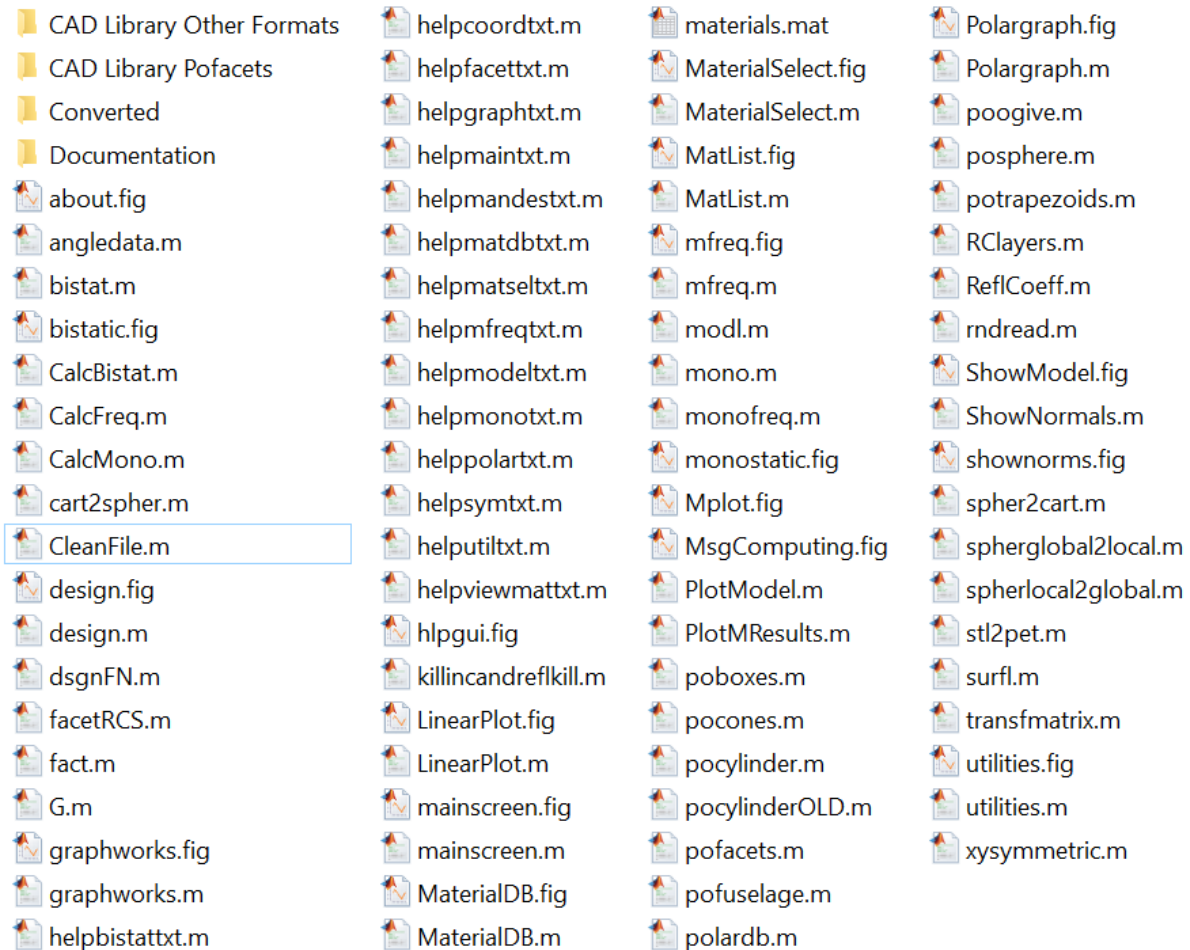 CAD Library Other Formats
CAD Library Pofacets
Converted
Documentation
about.fig
angledata.m
bistat.m
bistatic.fig
CalcBistat.m
CalcFreq.m
CalcMono.m
cart2spher.m
CleanFile.m
design.fig
design.m
dsgnFN.m
facetRCS.m
fact.m
G.m
graphworks.fig
graphworks.m
helpbistattxt.m
helpcoordtxt.m
helpfacettxt.m
helpgraphtxt.m
helpmaintxt.m
helpmandestxt.m
helpmatdbtxt.m
helpmatseltxt.m
helpmfreqtxt.m
helpmodeltxt.m
helpmonotxt.m
helppolartxt.m
helpsymtxt.m
helputiltxt.m
helpviewmattxt.m
hlpgui.fig
killincandreflkill.m
LinearPlot.fig
LinearPlot.m
mainscreen.fig
mainscreen.m
MaterialDB.fig
MaterialDB.m
materials.mat
MaterialSelect.fig
MaterialSelect.m
MatList.fig
MatList.m
mfreq.fig
mfreq.m
modl.m
mono.m
monofreq.m
monostatic.fig
Mplot.fig
MsgComputing.fig
PlotModel.m
PlotMResults.m
poboxes.m
pocones.m
pocylinder.m
pocylinderOLD.m
pofacets.m
pofuselage.m
polardb.m
Polargraph.fig
Polargraph.m
poogive.m
posphere.m
potrapezoids.m
RClayers.m
ReflCoeff.m
rndread.m
ShowModel.fig
ShowNormals.m
shownorms.fig
spher2cart.m
spherglobal2local.m
spherlocal2global.m
stl2pet.m
surfl.m
transfmatrix.m
utilities.fig
utilities.m
xysymmetric.m